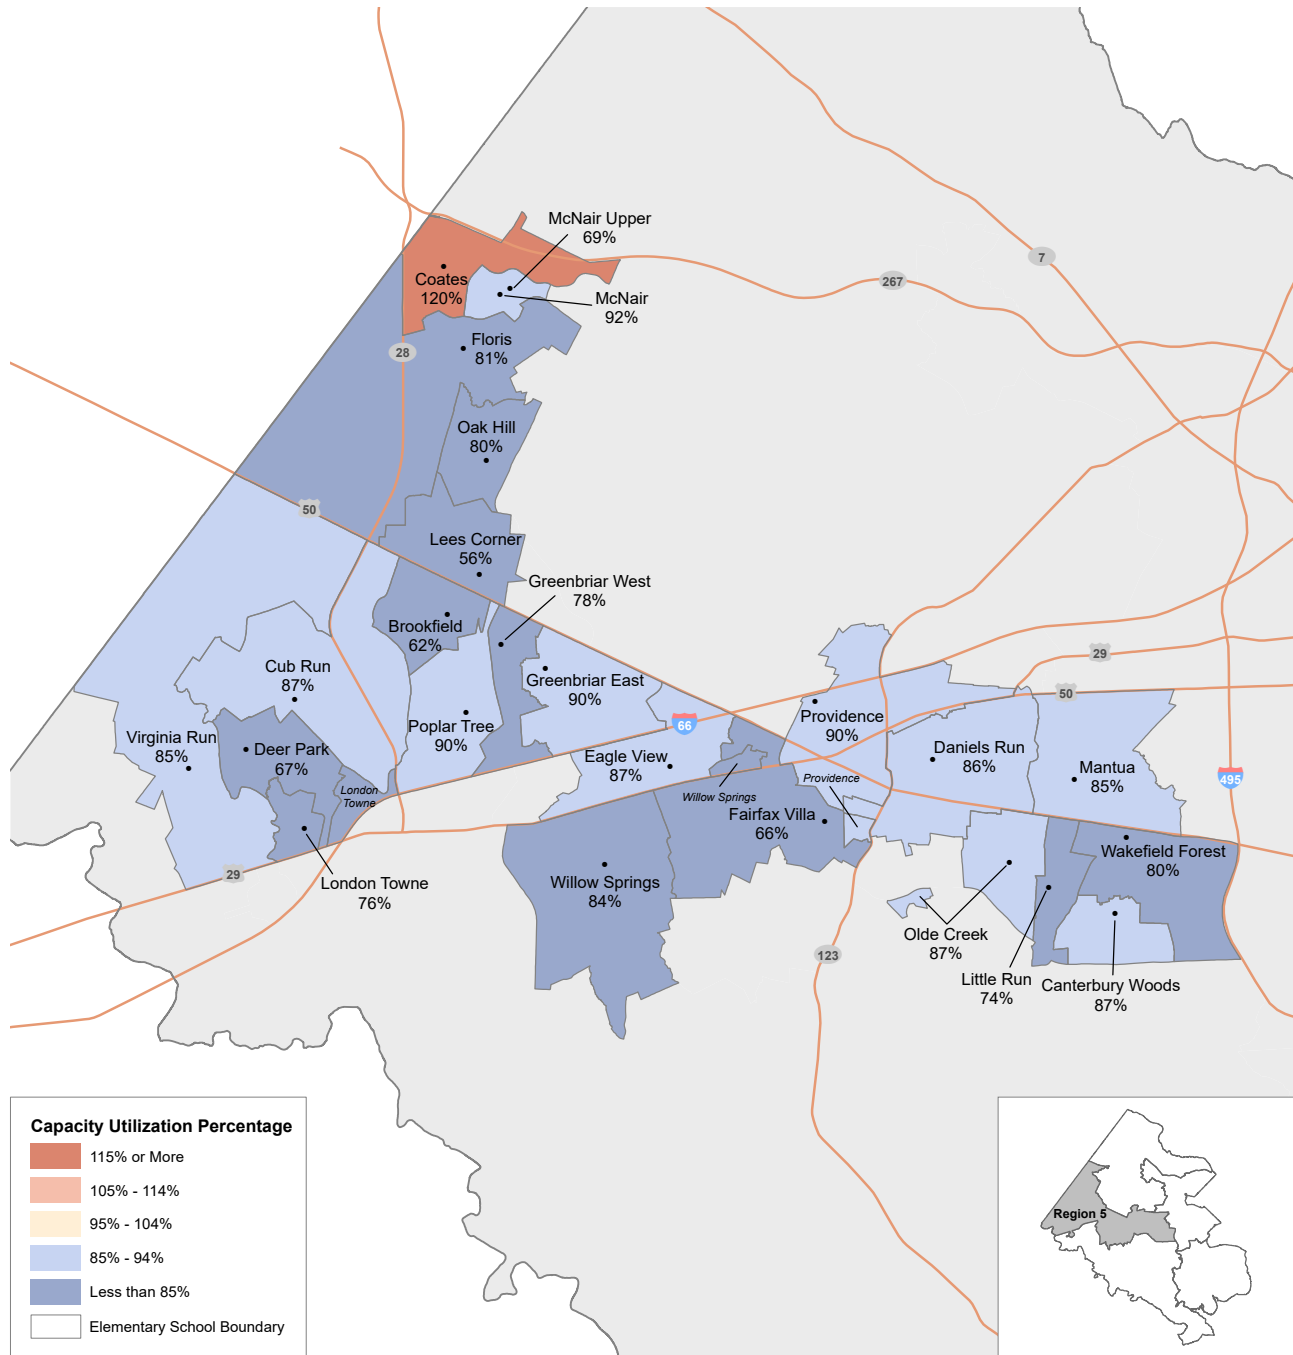 McNair Upper
69%
7
267
Coates
120%
McNair
92%
28
Floris
81%
Oak Hill
80%
50
Lees Corner
56%
Greenbriar West
78%
Brookfield
62%
29
Cub Run
87%
Greenbriar East
90%
50
Poplar Tree
90%
66
Providence
90%
Virginia Run
85%
Deer Park
67%
Eagle View
87%
Daniels Run
86%
Mantua
85%
495
Providence
London
Towne
Willow Springs
Fairfax Villa
66%
Wakefield Forest
80%
29
London Towne
76%
Willow Springs
84%
Olde Creek
87%
123
Little Run
74%
Canterbury Woods
87%
Capacity Utilization Percentage
115% or More
105% - 114%
95% - 104%
85% - 94%
Less than 85%
Elementary School Boundary
Region 5